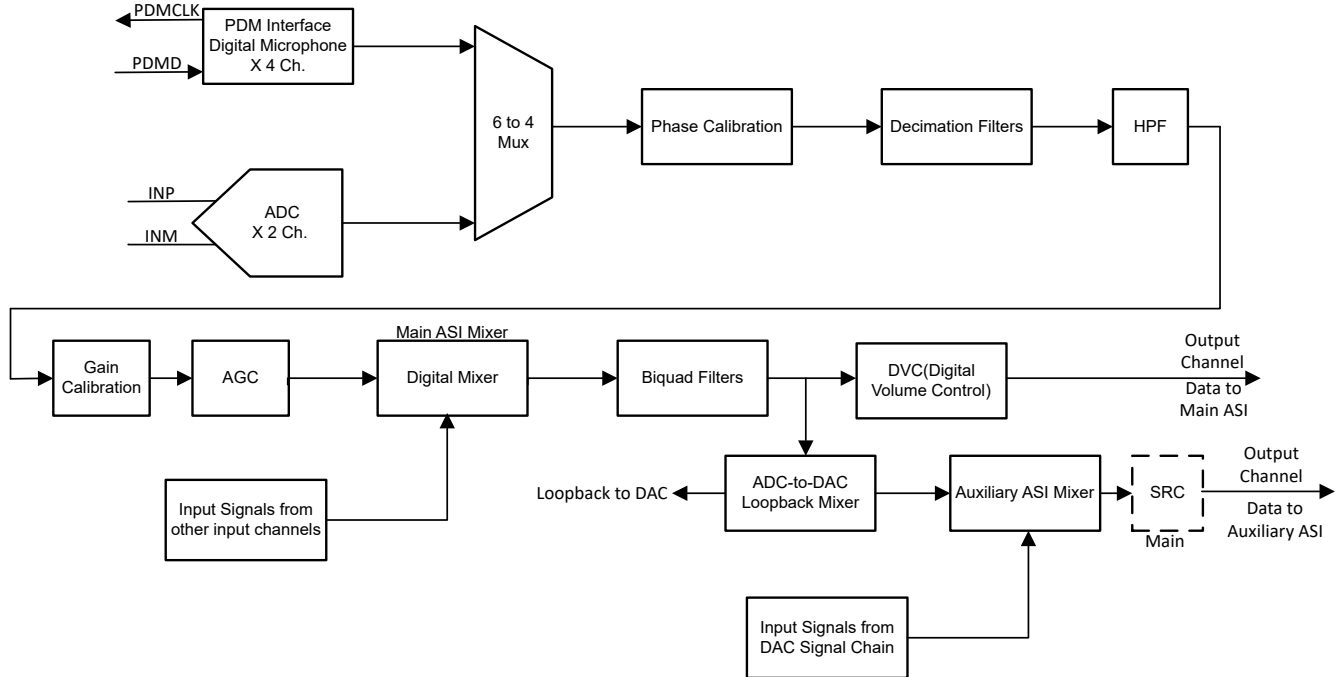 PDMCLK
PDM Interface
Digital Microphone
X 4 Ch.
PDMD
6 to 4
Mux
Phase Calibration
Decimation Filters
HPF
INP
INM
ADC
X 2 Ch.
Gain
Calibration
AGC
Main ASI Mixer
Digital Mixer
Biquad Filters
DVC(Digital
Volume Control)
Output
Channel
Data to
Main ASI
Input Signals from
other input channels
Loopback to DAC
ADC-to-DAC
Loopback Mixer
Auxiliary ASI Mixer
SRC
Main
Output
Channel
Data to
Auxiliary ASI
Input Signals from
DAC Signal Chain